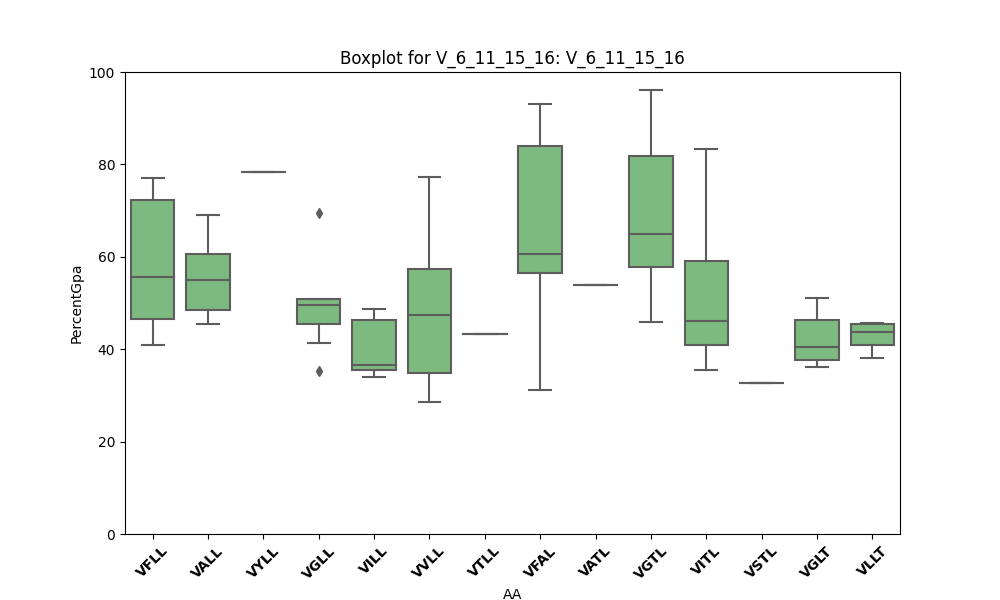 Boxplot for V_6_11_15_16: V_6_11_15_16
100
80
60
40
20
0
PercentGpa
VFLL VALL VYLL VGLL VILL VVLL VTLL VFAL VATL VGTL VITL VSTL VGLT VLLT
AA